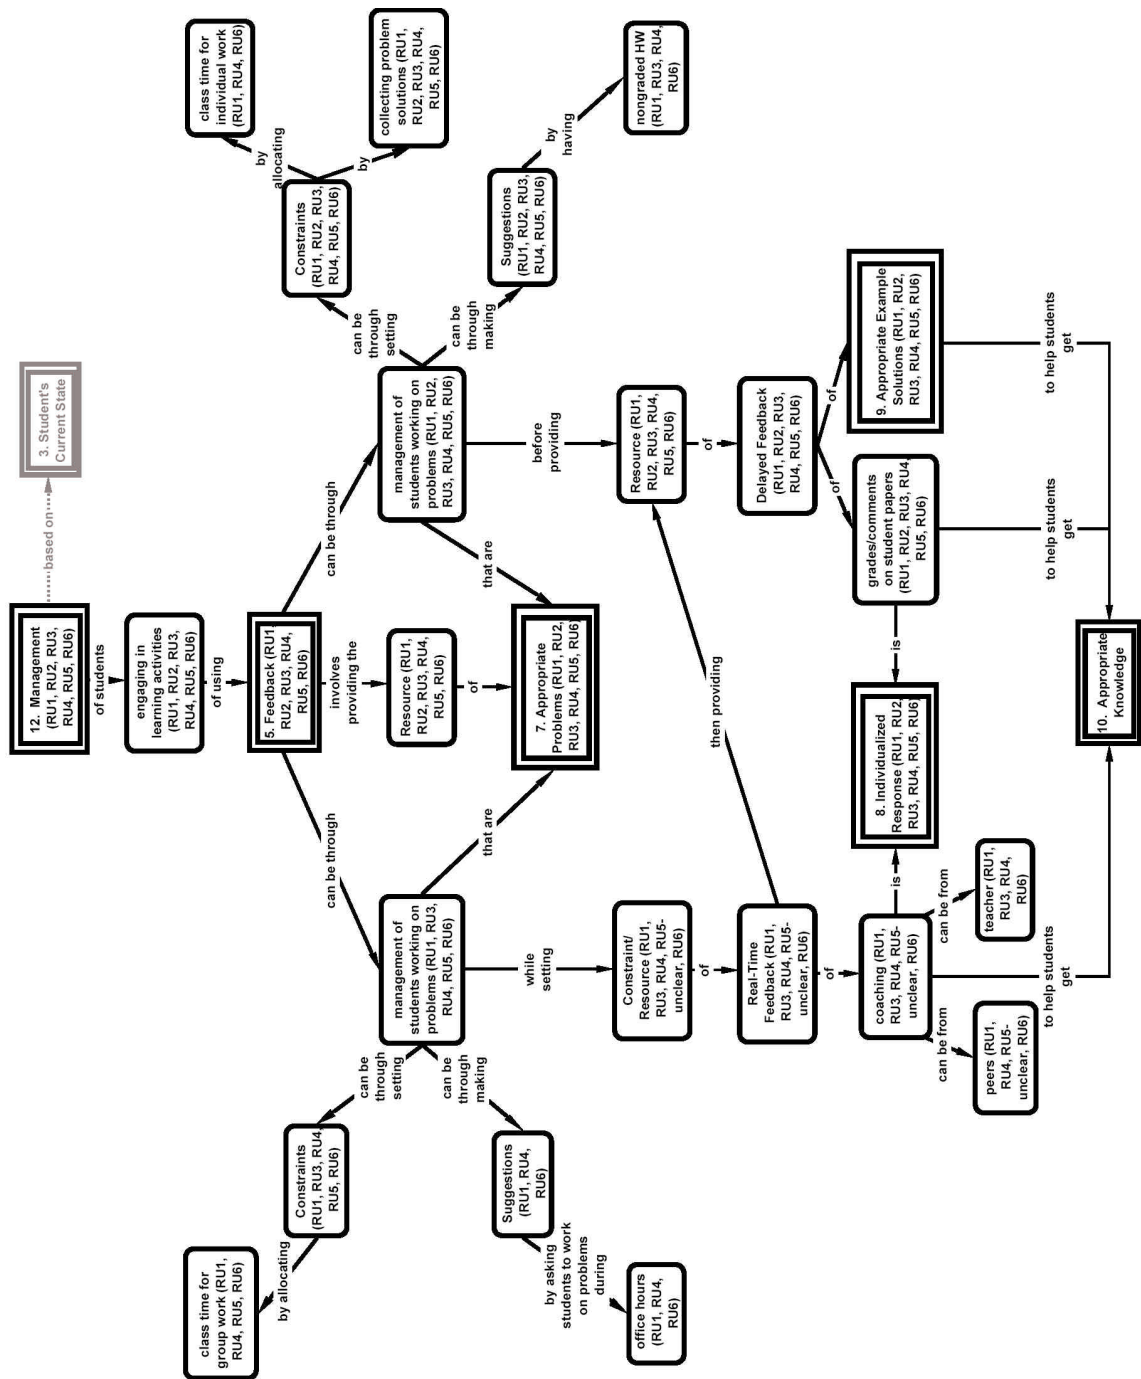 12. Management
(RU1, RU2, RU3,
RU4, RU5, RU6)
based on
3. Student's
Current State
of students
engaging in
learning activities
(RU1, RU2, RU3,
RU4, RU5, RU6)
of using
5. Feedback (RU1,
RU2, RU3, RU4,
RU5, RU6)
can be through
involves
providing the
can be through
Resource (RU1,
RU2, RU3, RU4,
RU5, RU6)
of
7. Appropriate
Problems (RU1, RU2,
RU3, RU4, RU5, RU6)
management of
students working on
problems (RU1, RU3,
RU4, RU5, RU6)
that are
can be
through
setting
Constraints
(RU1, RU3, RU4,
RU5, RU6)
by allocating
class time for
group work (RU1,
RU4, RU5, RU6)
can be
through
making
Suggestions
(RU1, RU4,
RU6)
by asking
students to work
on problems
during
office hours
(RU1, RU4,
RU6)
while
setting
Constraint/
Resource (RU1,
RU3, RU4, RU5-
unclear, RU6)
of
Real-Time
Feedback (RU1,
RU3, RU4, RU5-
unclear, RU6)
of
then providing
coaching (RU1,
RU3, RU4, RU5-
unclear, RU6)
can be from
peers (RU1,
RU4, RU5-
unclear, RU6)
can be from
teacher (RU1,
RU3, RU4,
RU6)
is
8. Individualized
Response (RU1, RU2,
RU3, RU4, RU5, RU6)
is
to help students
get
management of
students working on
problems (RU1, RU2,
RU3, RU4, RU5, RU6)
that are
can be
through
setting
Constraints
(RU1, RU2, RU3,
RU4, RU5, RU6)
by
allocating
class time for
individual work
(RU1, RU4, RU6)
by
collecting problem
solutions (RU1,
RU2, RU3, RU4,
RU5, RU6)
can be
through
making
Suggestions
(RU1, RU2, RU3,
RU4, RU5, RU6)
by
having
nongraded HW
(RU1, RU3, RU4,
RU6)
before
providing
Resource (RU1,
RU2, RU3, RU4,
RU5, RU6)
of
Delayed Feedback
(RU1, RU2, RU3,
RU4, RU5, RU6)
of
of
grades/comments
on student papers
(RU1, RU2, RU3, RU4,
RU5, RU6)
9. Appropriate Example
Solutions (RU1, RU2,
RU3, RU4, RU5, RU6)
to help students
get
to help students
get
10. Appropriate
Knowledge